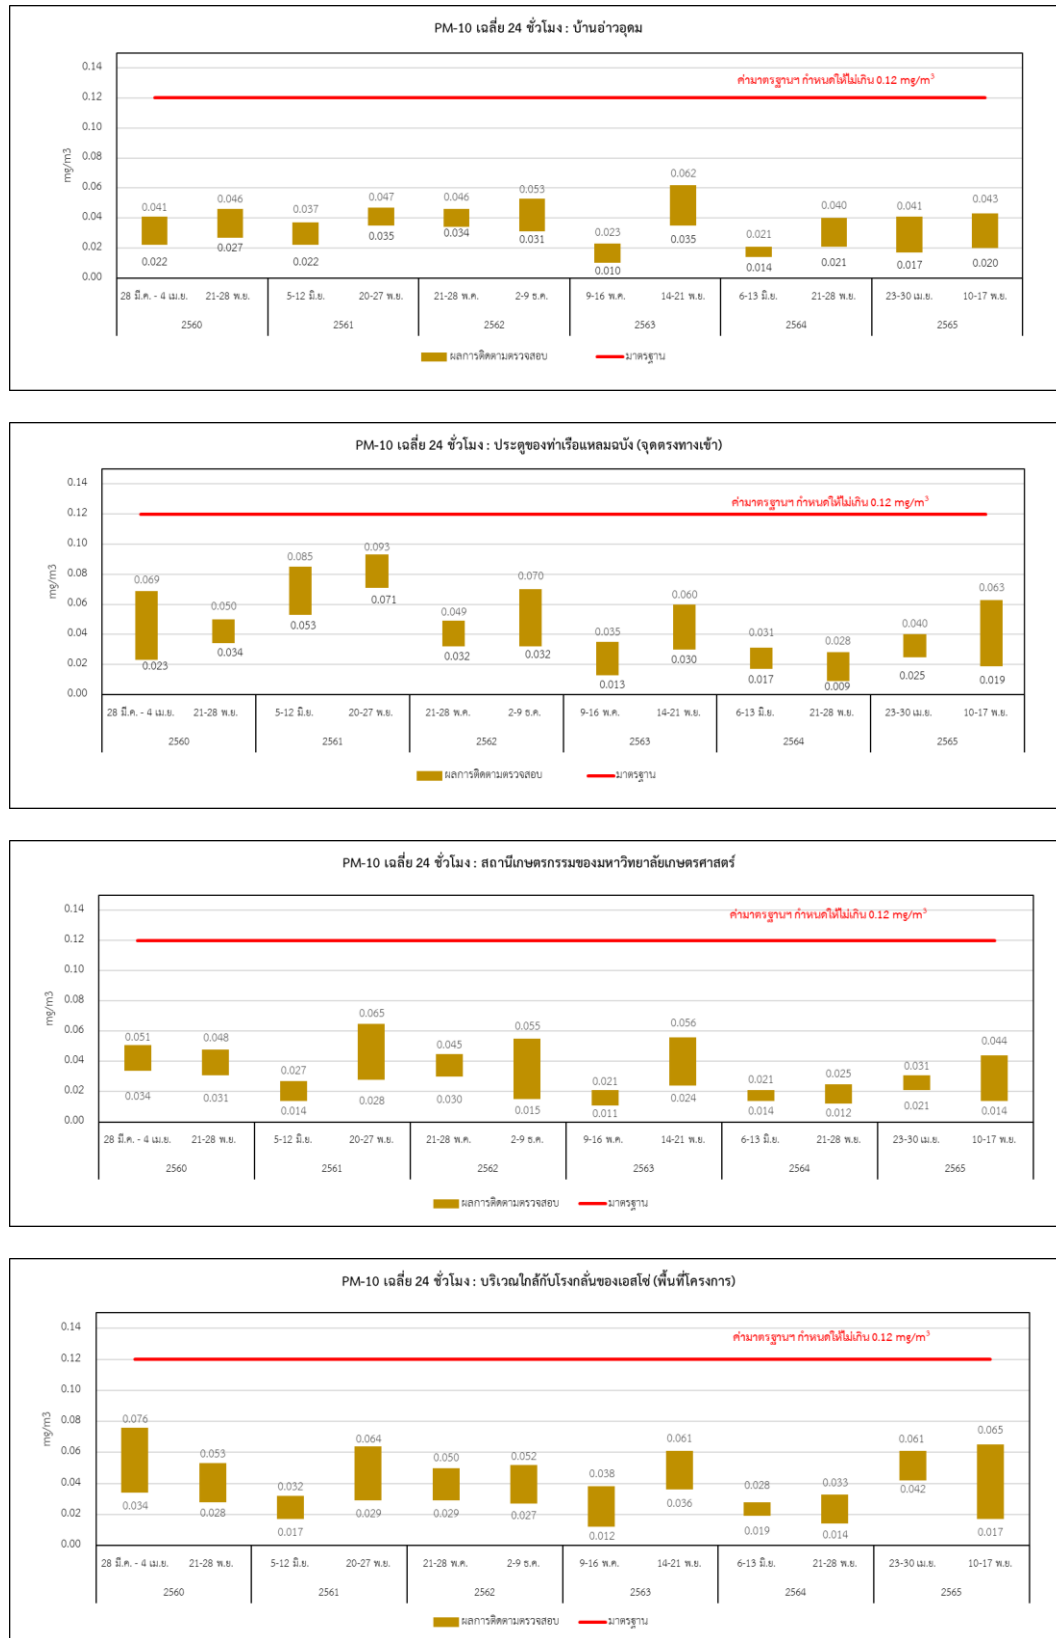 PM-10 เฉลี่ย 24 ชั่วโมง : บ้านอ่าวอุดม
ค่ามาตรฐานฯ กำหนดให้ไม่เกิน 0.12 mg/m³
mg/m3
0.14
0.12
0.10
0.08
0.06
0.04
0.02
0.00
0.041 0.046 0.037 0.047 0.046 0.053 0.023 0.062 0.021 0.040 0.041 0.043
0.022 0.027 0.022 0.035 0.034 0.031 0.010 0.035 0.014 0.021 0.017 0.020
28 มี.ค. - 4 เม.ย. 21-28 พ.ย. 5-12 มิ.ย. 20-27 พ.ย. 21-28 พ.ค. 2-9 ธ.ค. 9-16 พ.ค. 14-21 พ.ย. 6-13 มิ.ย. 21-28 พ.ย. 23-30 เม.ย. 10-17 พ.ย.
2560 2561 2562 2563 2564 2565
ผลการติดตามตรวจสอบ มาตรฐาน
PM-10 เฉลี่ย 24 ชั่วโมง : ประตูของท่าเรือแหลมฉบัง (จุดตรงทางเข้า)
ค่ามาตรฐานฯ กำหนดให้ไม่เกิน 0.12 mg/m³
mg/m3
0.14
0.12
0.10
0.08
0.06
0.04
0.02
0.00
0.069 0.050 0.085 0.093 0.049 0.070 0.035 0.060 0.031 0.028 0.040 0.063
0.023 0.034 0.053 0.071 0.032 0.032 0.013 0.030 0.017 0.009 0.025 0.019
28 มี.ค. - 4 เม.ย. 21-28 พ.ย. 5-12 มิ.ย. 20-27 พ.ย. 21-28 พ.ค. 2-9 ธ.ค. 9-16 พ.ค. 14-21 พ.ย. 6-13 มิ.ย. 21-28 พ.ย. 23-30 เม.ย. 10-17 พ.ย.
2560 2561 2562 2563 2564 2565
ผลการติดตามตรวจสอบ มาตรฐาน
PM-10 เฉลี่ย 24 ชั่วโมง : สถานีเกษตรกรรมของมหาวิทยาลัยเกษตรศาสตร์
ค่ามาตรฐานฯ กำหนดให้ไม่เกิน 0.12 mg/m³
mg/m3
0.14
0.12
0.10
0.08
0.06
0.04
0.02
0.00
0.051 0.048 0.027 0.065 0.045 0.055 0.021 0.056 0.021 0.025 0.031 0.044
0.034 0.031 0.014 0.028 0.030 0.015 0.011 0.024 0.014 0.012 0.021 0.014
28 มี.ค. - 4 เม.ย. 21-28 พ.ย. 5-12 มิ.ย. 20-27 พ.ย. 21-28 พ.ค. 2-9 ธ.ค. 9-16 พ.ค. 14-21 พ.ย. 6-13 มิ.ย. 21-28 พ.ย. 23-30 เม.ย. 10-17 พ.ย.
2560 2561 2562 2563 2564 2565
ผลการติดตามตรวจสอบ มาตรฐาน
PM-10 เฉลี่ย 24 ชั่วโมง : บริเวณใกล้กับโรงกลั่นของเอสโซ่ (พื้นที่โครงการ)
ค่ามาตรฐานฯ กำหนดให้ไม่เกิน 0.12 mg/m³
mg/m3
0.14
0.12
0.10
0.08
0.06
0.04
0.02
0.00
0.076 0.053 0.032 0.064 0.050 0.052 0.038 0.061 0.028 0.033 0.061 0.065
0.034 0.028 0.017 0.029 0.029 0.027 0.012 0.036 0.019 0.014 0.042 0.017
28 มี.ค. - 4 เม.ย. 21-28 พ.ย. 5-12 มิ.ย. 20-27 พ.ย. 21-28 พ.ค. 2-9 ธ.ค. 9-16 พ.ค. 14-21 พ.ย. 6-13 มิ.ย. 21-28 พ.ย. 23-30 เม.ย. 10-17 พ.ย.
2560 2561 2562 2563 2564 2565
ผลการติดตามตรวจสอบ มาตรฐาน